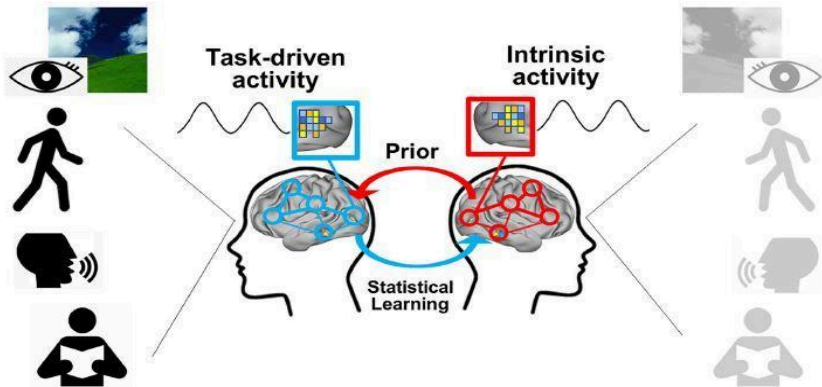 Task-driven
activity
Intrinsic
activity
Prior
Statistical
Learning